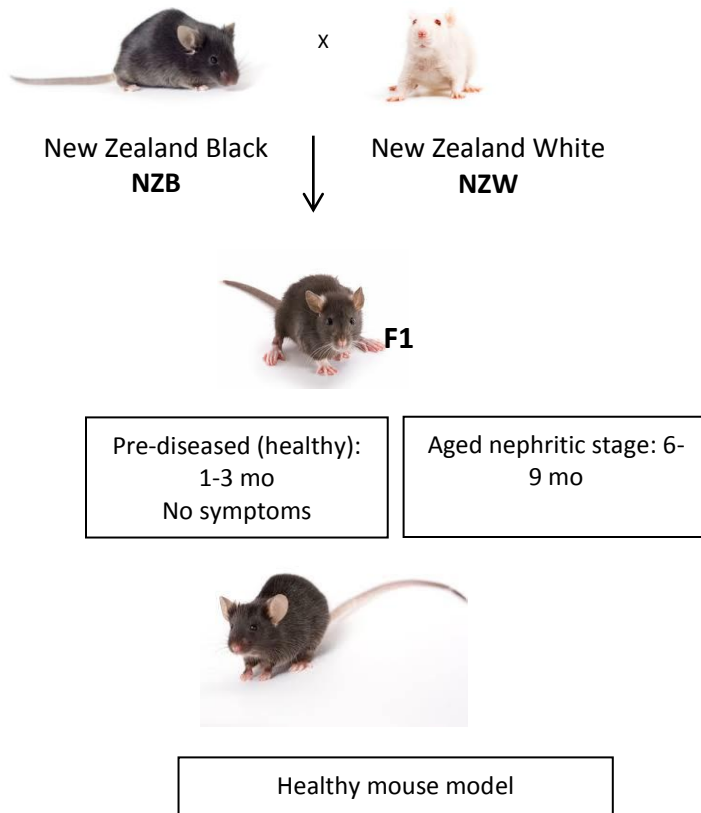 x
New Zealand Black
NZB
New Zealand White
NZW
F1
Pre-diseased (healthy):
1-3 mo
No symptoms
Aged nephritic stage: 6-
9 mo
Healthy mouse model